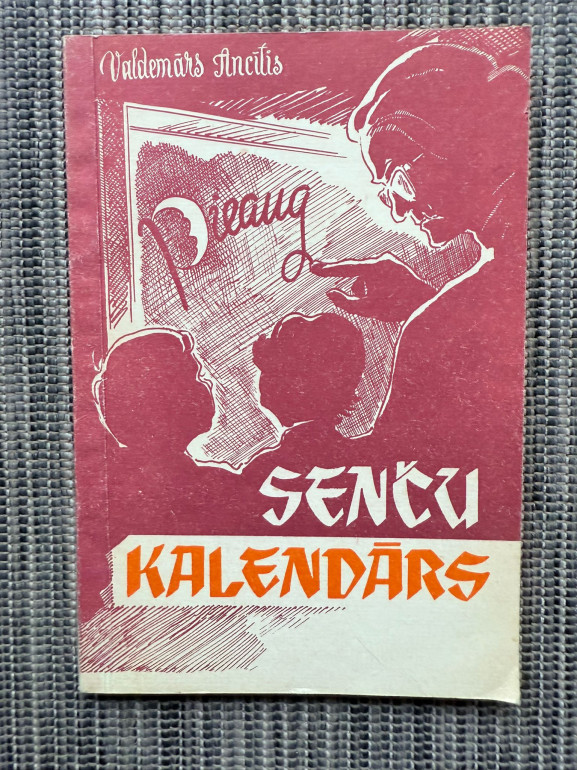 Valdemārs Ancītis
Pieaug
SENČU
KALENDĀRS